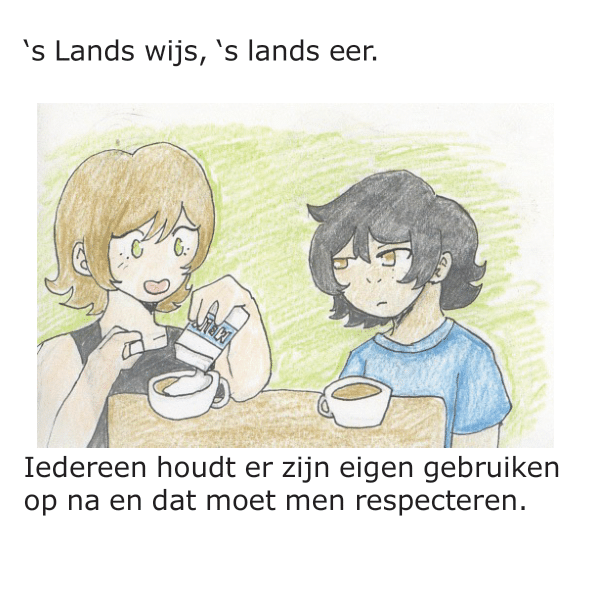 ‘s Lands wijs, ‘s lands eer.
Iedereen houdt er zijn eigen gebruiken
op na en dat moet men respecteren.